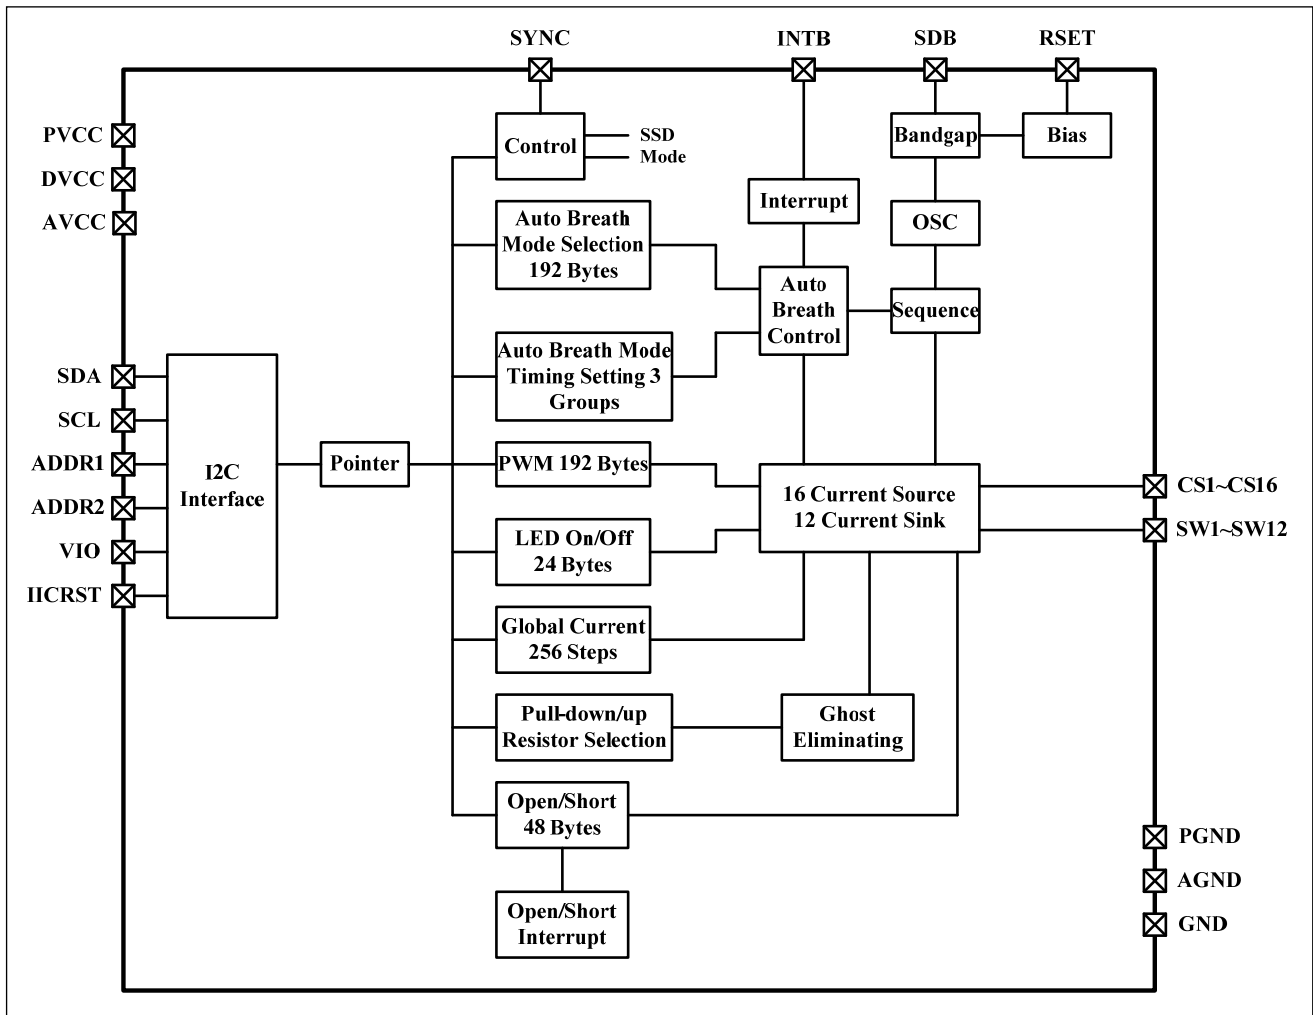 SYNC
INTB
SDB
RSET
PVCC
DVCC
AVCC
Control
SSD
Mode
Bandgap
Bias
Interrupt
OSC
Auto Breath
Mode Selection
192 Bytes
Auto
Breath
Control
Sequence
Auto Breath Mode
Timing Setting 3
Groups
SDA
SCL
ADDR1
ADDR2
VIO
IICRST
I2C
Interface
Pointer
PWM 192 Bytes
16 Current Source
12 Current Sink
CS1~CS16
SW1~SW12
LED On/Off
24 Bytes
Global Current
256 Steps
Pull-down/up
Resistor Selection
Ghost
Eliminating
Open/Short
48 Bytes
Open/Short
Interrupt
PGND
AGND
GND